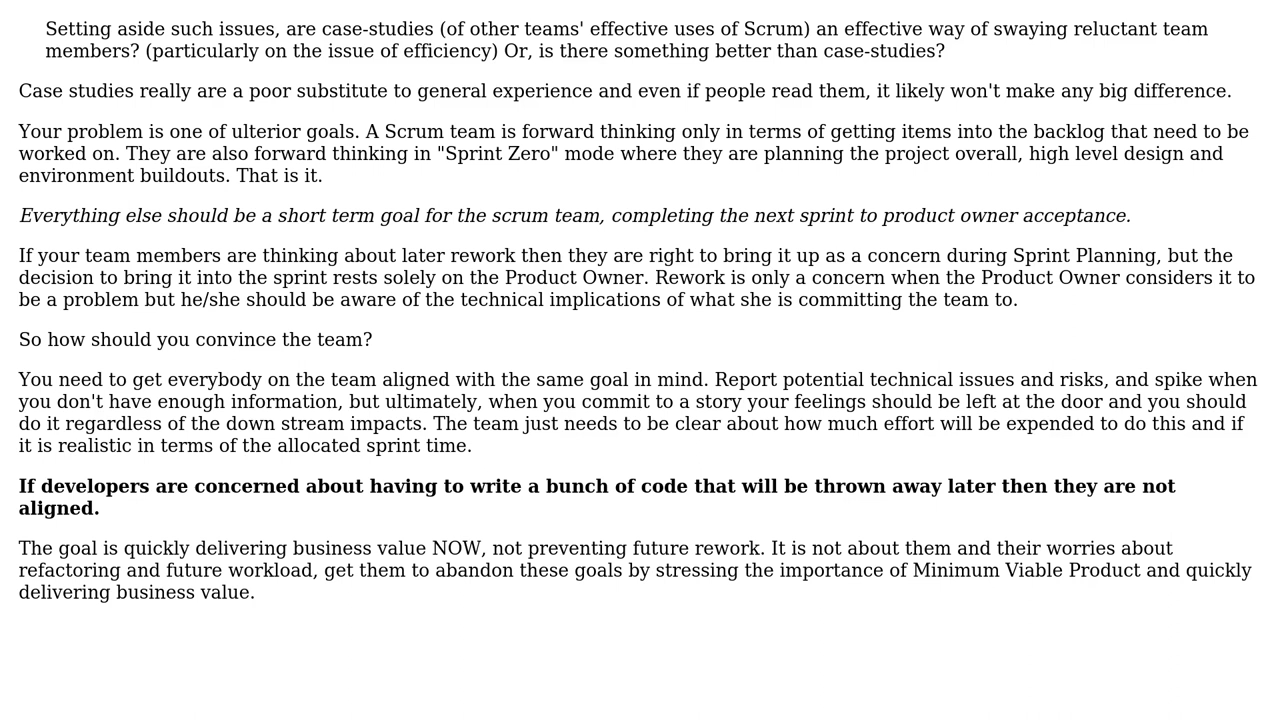 Setting aside such issues, are case-studies (of other teams' effective uses of Scrum) an effective way of swaying reluctant team
members? (particularly on the issue of efficiency) Or, is there something better than case-studies?
Case studies really are a poor substitute to general experience and even if people read them, it likely won't make any big difference.
Your problem is one of ulterior goals. A Scrum team is forward thinking only in terms of getting items into the backlog that need to be
worked on. They are also forward thinking in "Sprint Zero" mode where they are planning the project overall, high level design and
environment buildouts. That is it.
Everything else should be a short term goal for the scrum team, completing the next sprint to product owner acceptance.
If your team members are thinking about later rework then they are right to bring it up as a concern during Sprint Planning, but the
decision to bring it into the sprint rests solely on the Product Owner. Rework is only a concern when the Product Owner considers it to
be a problem but he/she should be aware of the technical implications of what she is committing the team to.
So how should you convince the team?
You need to get everybody on the team aligned with the same goal in mind. Report potential technical issues and risks, and spike when
you don't have enough information, but ultimately, when you commit to a story your feelings should be left at the door and you should
do it regardless of the down stream impacts. The team just needs to be clear about how much effort will be expended to do this and if
it is realistic in terms of the allocated sprint time.
If developers are concerned about having to write a bunch of code that will be thrown away later then they are not
aligned.
The goal is quickly delivering business value NOW, not preventing future rework. It is not about them and their worries about
refactoring and future workload, get them to abandon these goals by stressing the importance of Minimum Viable Product and quickly
delivering business value.